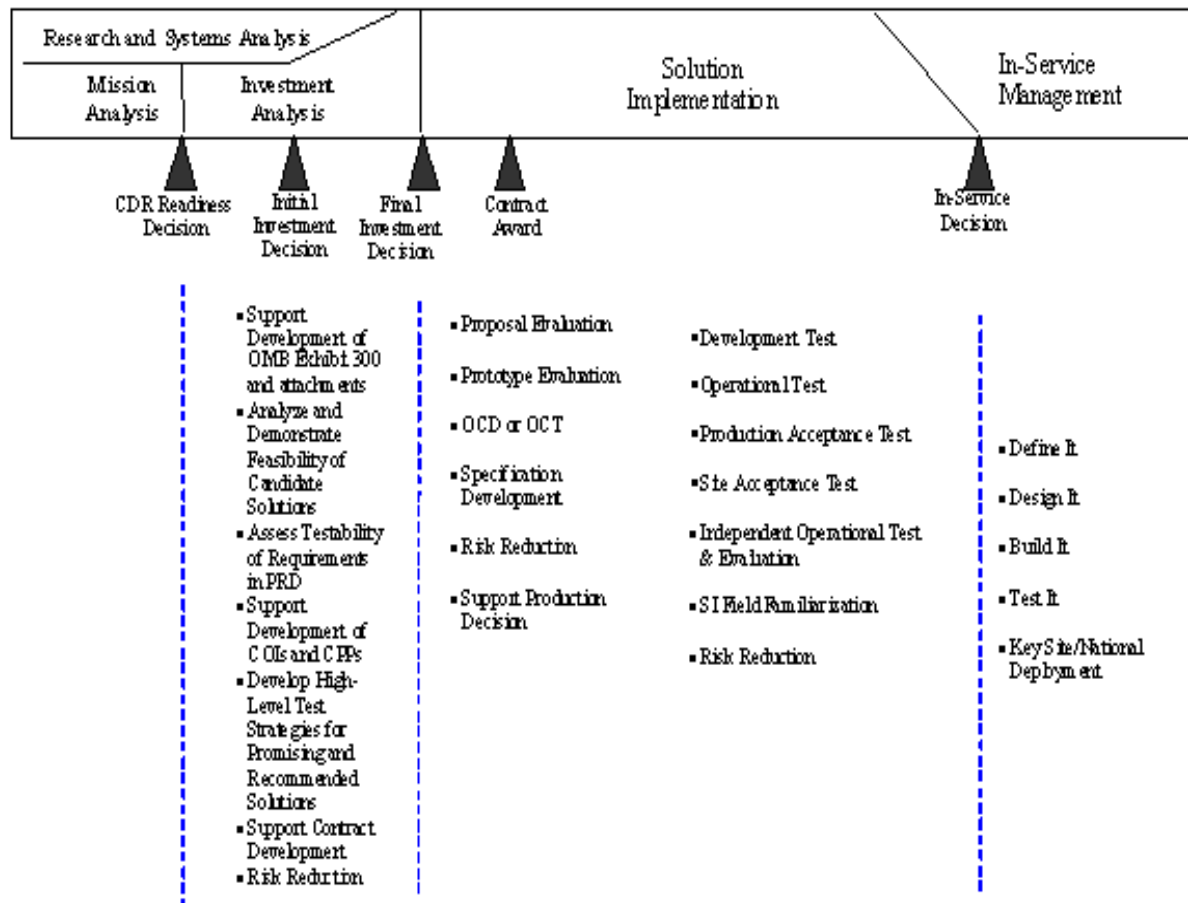 Research and Systems Analysis
Mission
Analysis
Investment
Analysis
Solution
Implementation
In-Service
Management
CDR Readiness
Decision
Initial
Investment
Decision
Final
Investment
Decision
Contract
Award
In-Service
Decision
▪ Support
Development of
OMB Exhibit 300
and attachments
▪ Analyze and
Demonstrate
Feasibility of
Candidate
Solutions
▪ Assess Testability
of Requirements
in PRD
▪ Support
Development of
COIs and CPPs
▪ Develop High-
Level Test
Strategies for
Promising and
Recommended
Solutions
▪ Support Contract
Development
▪ Risk Reduction
▪ Proposal Evaluation
▪ Prototype Evaluation
▪ OCD or OCT
▪ Specification
Development
▪ Risk Reduction
▪ Support Production
Decision
▪ Development Test
▪ Operational Test
▪ Production Acceptance Test
▪ Site Acceptance Test
▪ Independent Operational Test
& Evaluation
▪ SI Field Familiarization
▪ Risk Reduction
▪ Define It
▪ Design It
▪ Build It
▪ Test It
▪ Key Site/National
Deployment